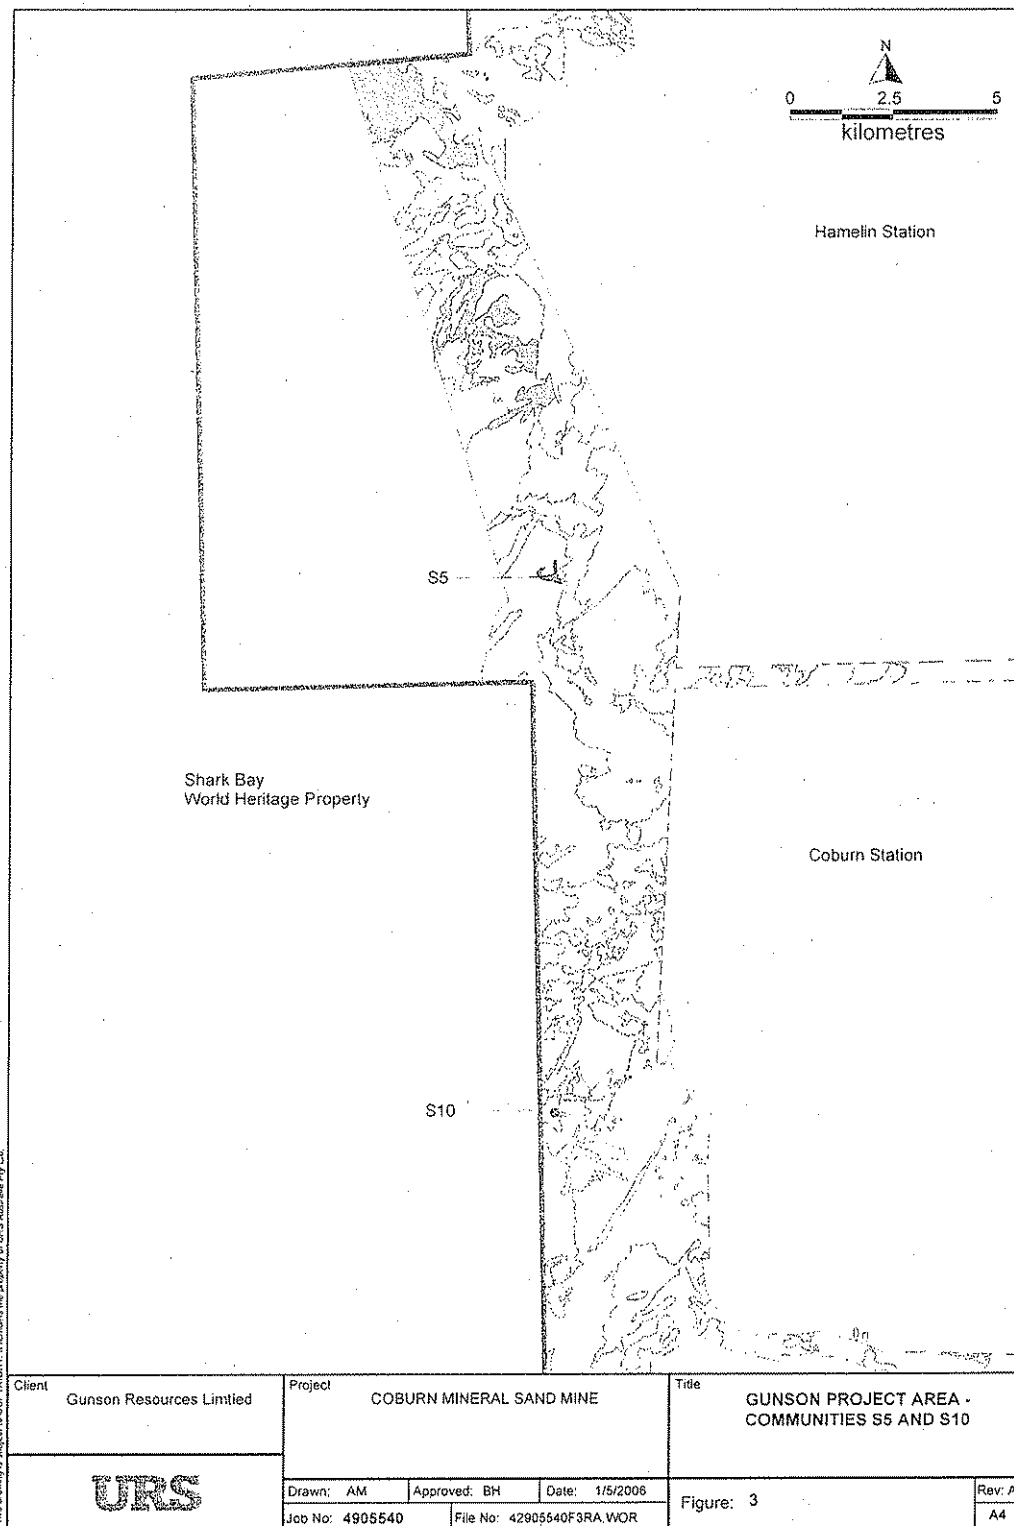 N
0 2.5 5
kilometres
Hamelin Station
S5
Shark Bay
World Heritage Property
Coburn Station
S10
Client
Gunson Resources Limtied
Project
COBURN MINERAL SAND MINE
Title
GUNSON PROJECT AREA -
COMMUNITIES S5 AND S10
URS
Drawn: AM
Approved: BH
Date: 1/5/2006
Job No: 4905540
File No: 42905540F3RA.WOR
Figure: 3
Rev: A
A4